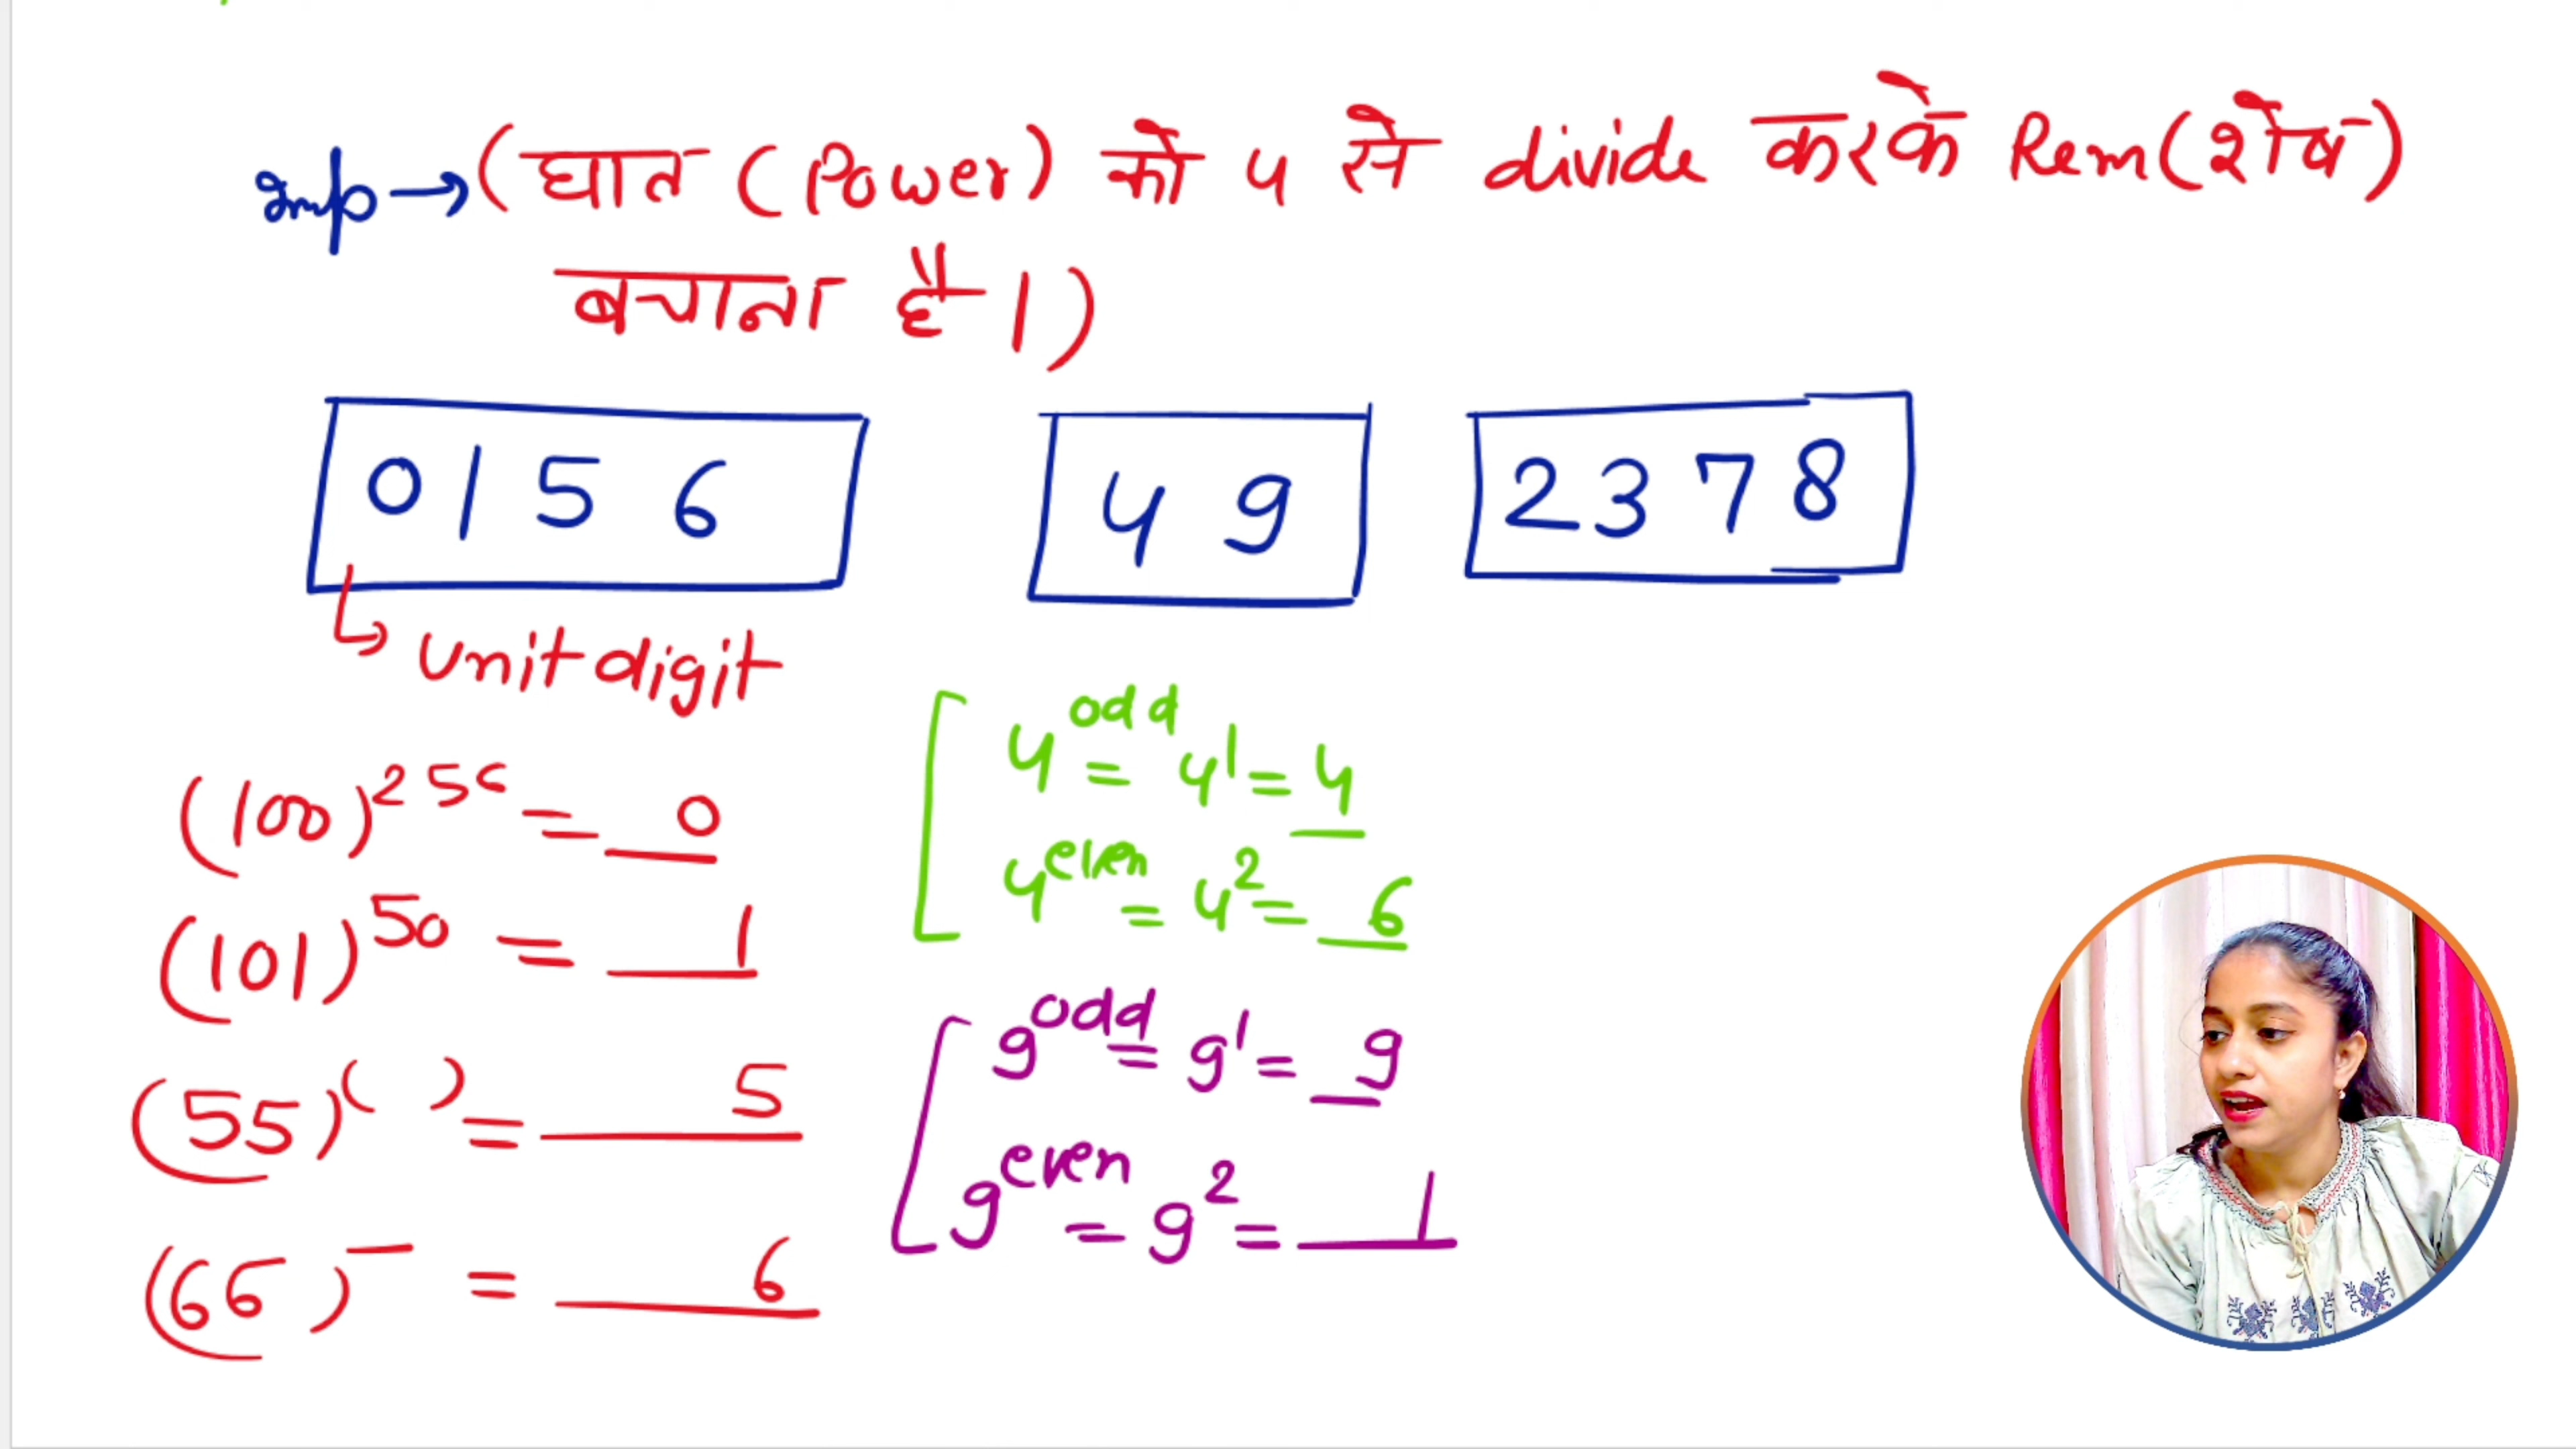 Imp→(घात (Power) को 4 से divide करके Rem(शेष)
बचाना है।)
0 1 5 6
4 9
2 3 7 8
↳ unit digit
(100)^256 = 0
(101)^50 = 1
(55)^( ) = 5
(66)^— = 6
4^odd = 4^1 = 4
4^even = 4^2 = 6
9^odd = 9^1 = 9
9^even = 9^2 = 1